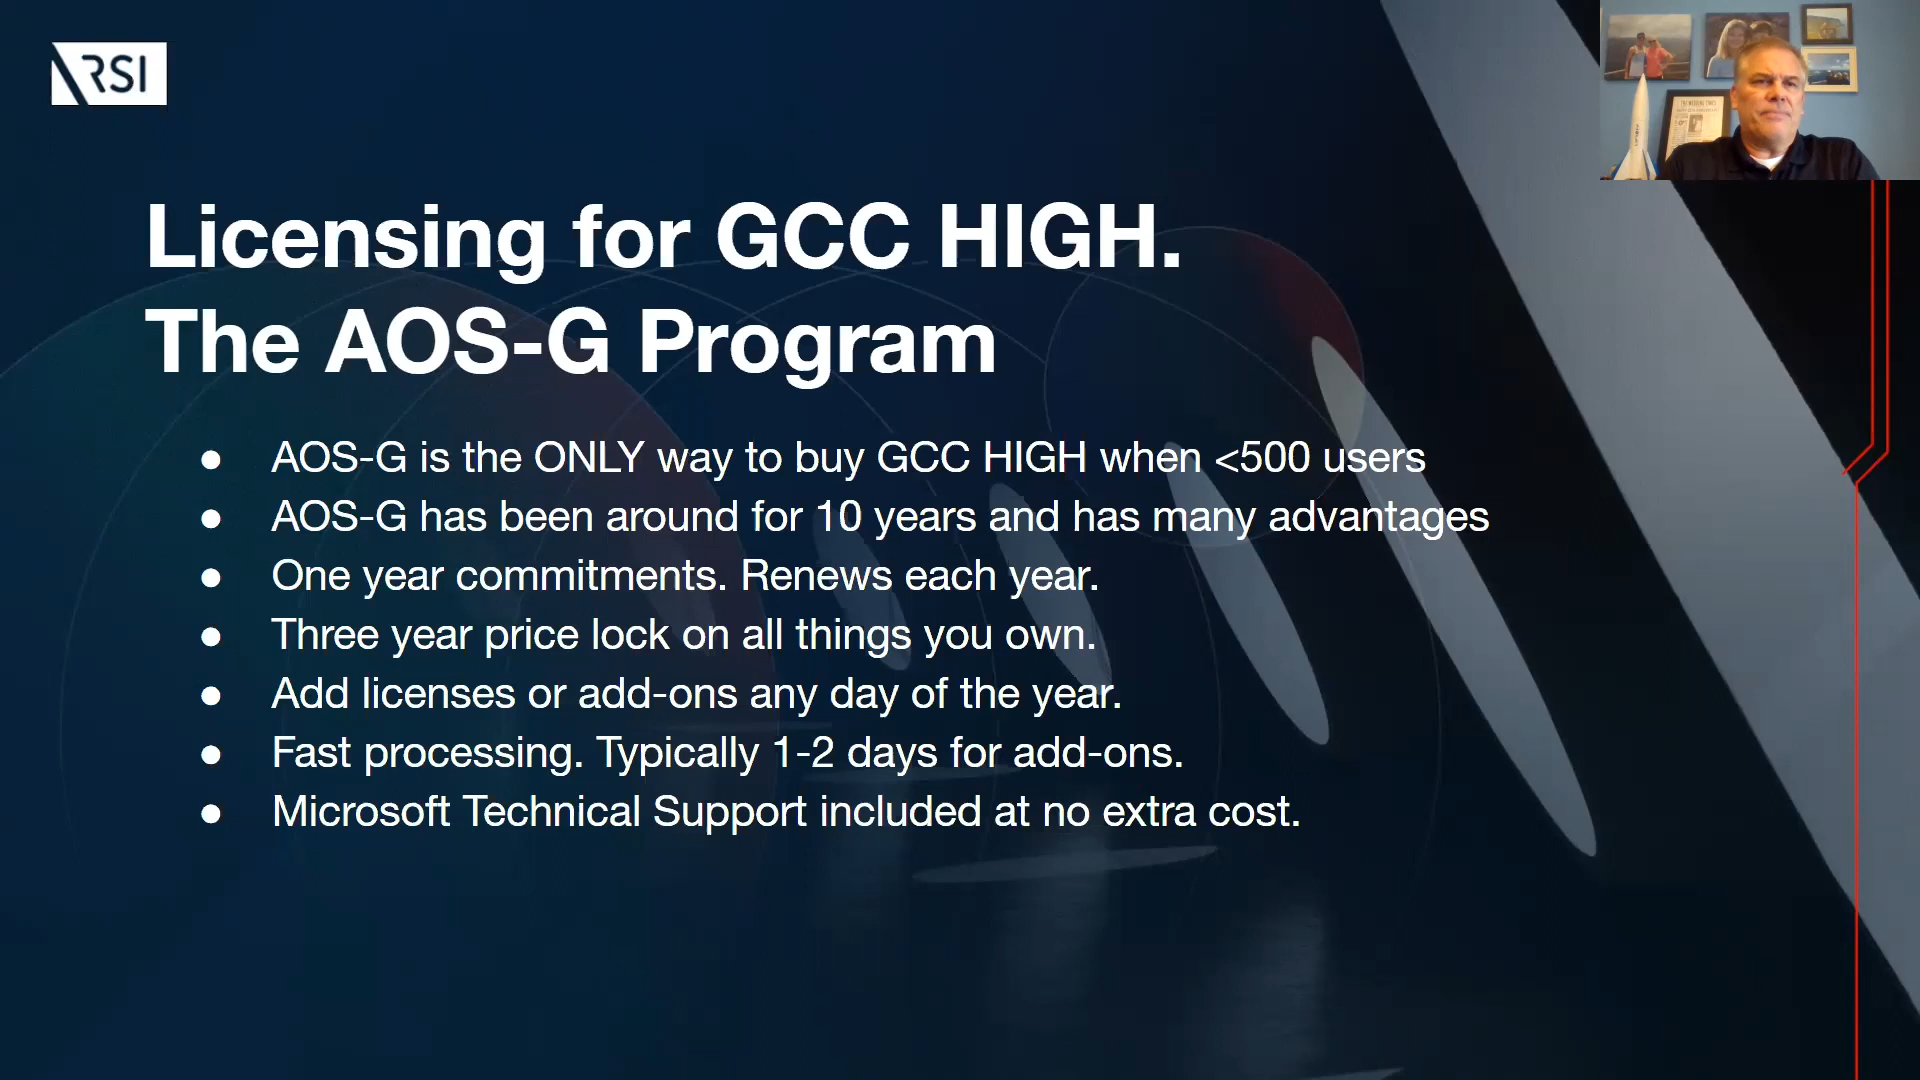 RSI
Licensing for GCC HIGH.
The AOS-G Program
● AOS-G is the ONLY way to buy GCC HIGH when <500 users
● AOS-G has been around for 10 years and has many advantages
● One year commitments. Renews each year.
● Three year price lock on all things you own.
● Add licenses or add-ons any day of the year.
● Fast processing. Typically 1-2 days for add-ons.
● Microsoft Technical Support included at no extra cost.